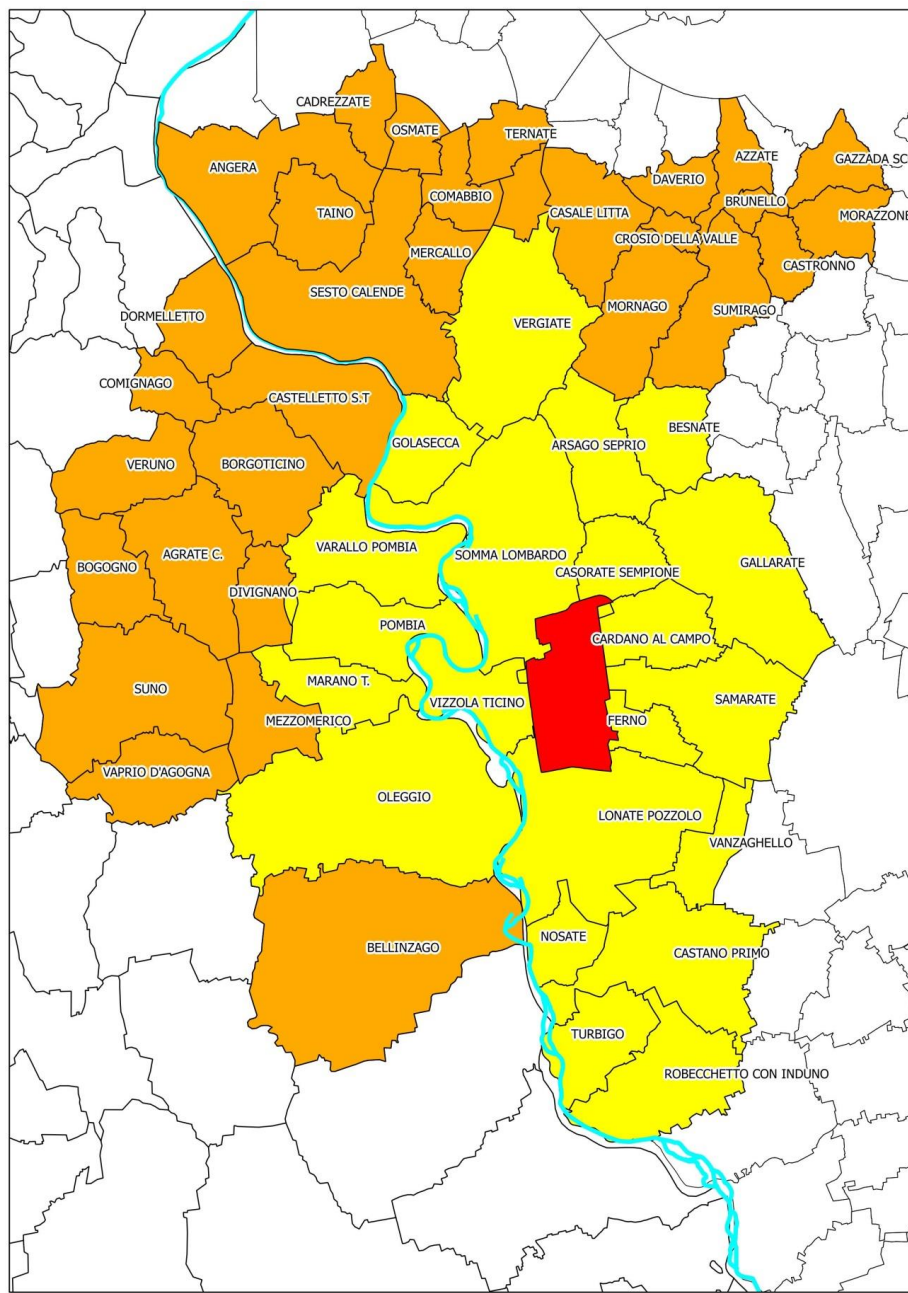 CADREZZATE
OSMATE
TERNATE
AZZATE
GAZZADA SC
ANGERA
DAVERIO
COMABBIO
BRUNELLO
TAINO
CASALE LITTA
MORAZZONE
CROSIO DELLA VALLE
MERCALLO
CASTRONNO
SESTO CALENDE
MORNAGO
SUMIRAGO
DORMELLETTO
VERGIATE
COMIGNAGO
CASTELLETTO S.T
BESNATE
GOLASECCA
ARSAGO SEPRIO
VERUNO
BORGOTICINO
VARALLO POMBIA
AGRATE C.
SOMMA LOMBARDO
GALLARATE
BOGOGNO
CASORATE SEMPIONE
DIVIGNANO
POMBIA
CARDANO AL CAMPO
MARANO T.
SUNO
VIZZOLA TICINO
SAMARATE
MEZZOMERICO
FERNO
VAPRIO D'AGOGNA
OLEGGIO
LONATE POZZOLO
VANZAGHELLO
NOSATE
BELLINZAGO
CASTANO PRIMO
TURBIGO
ROBECCHETTO CON INDUNO